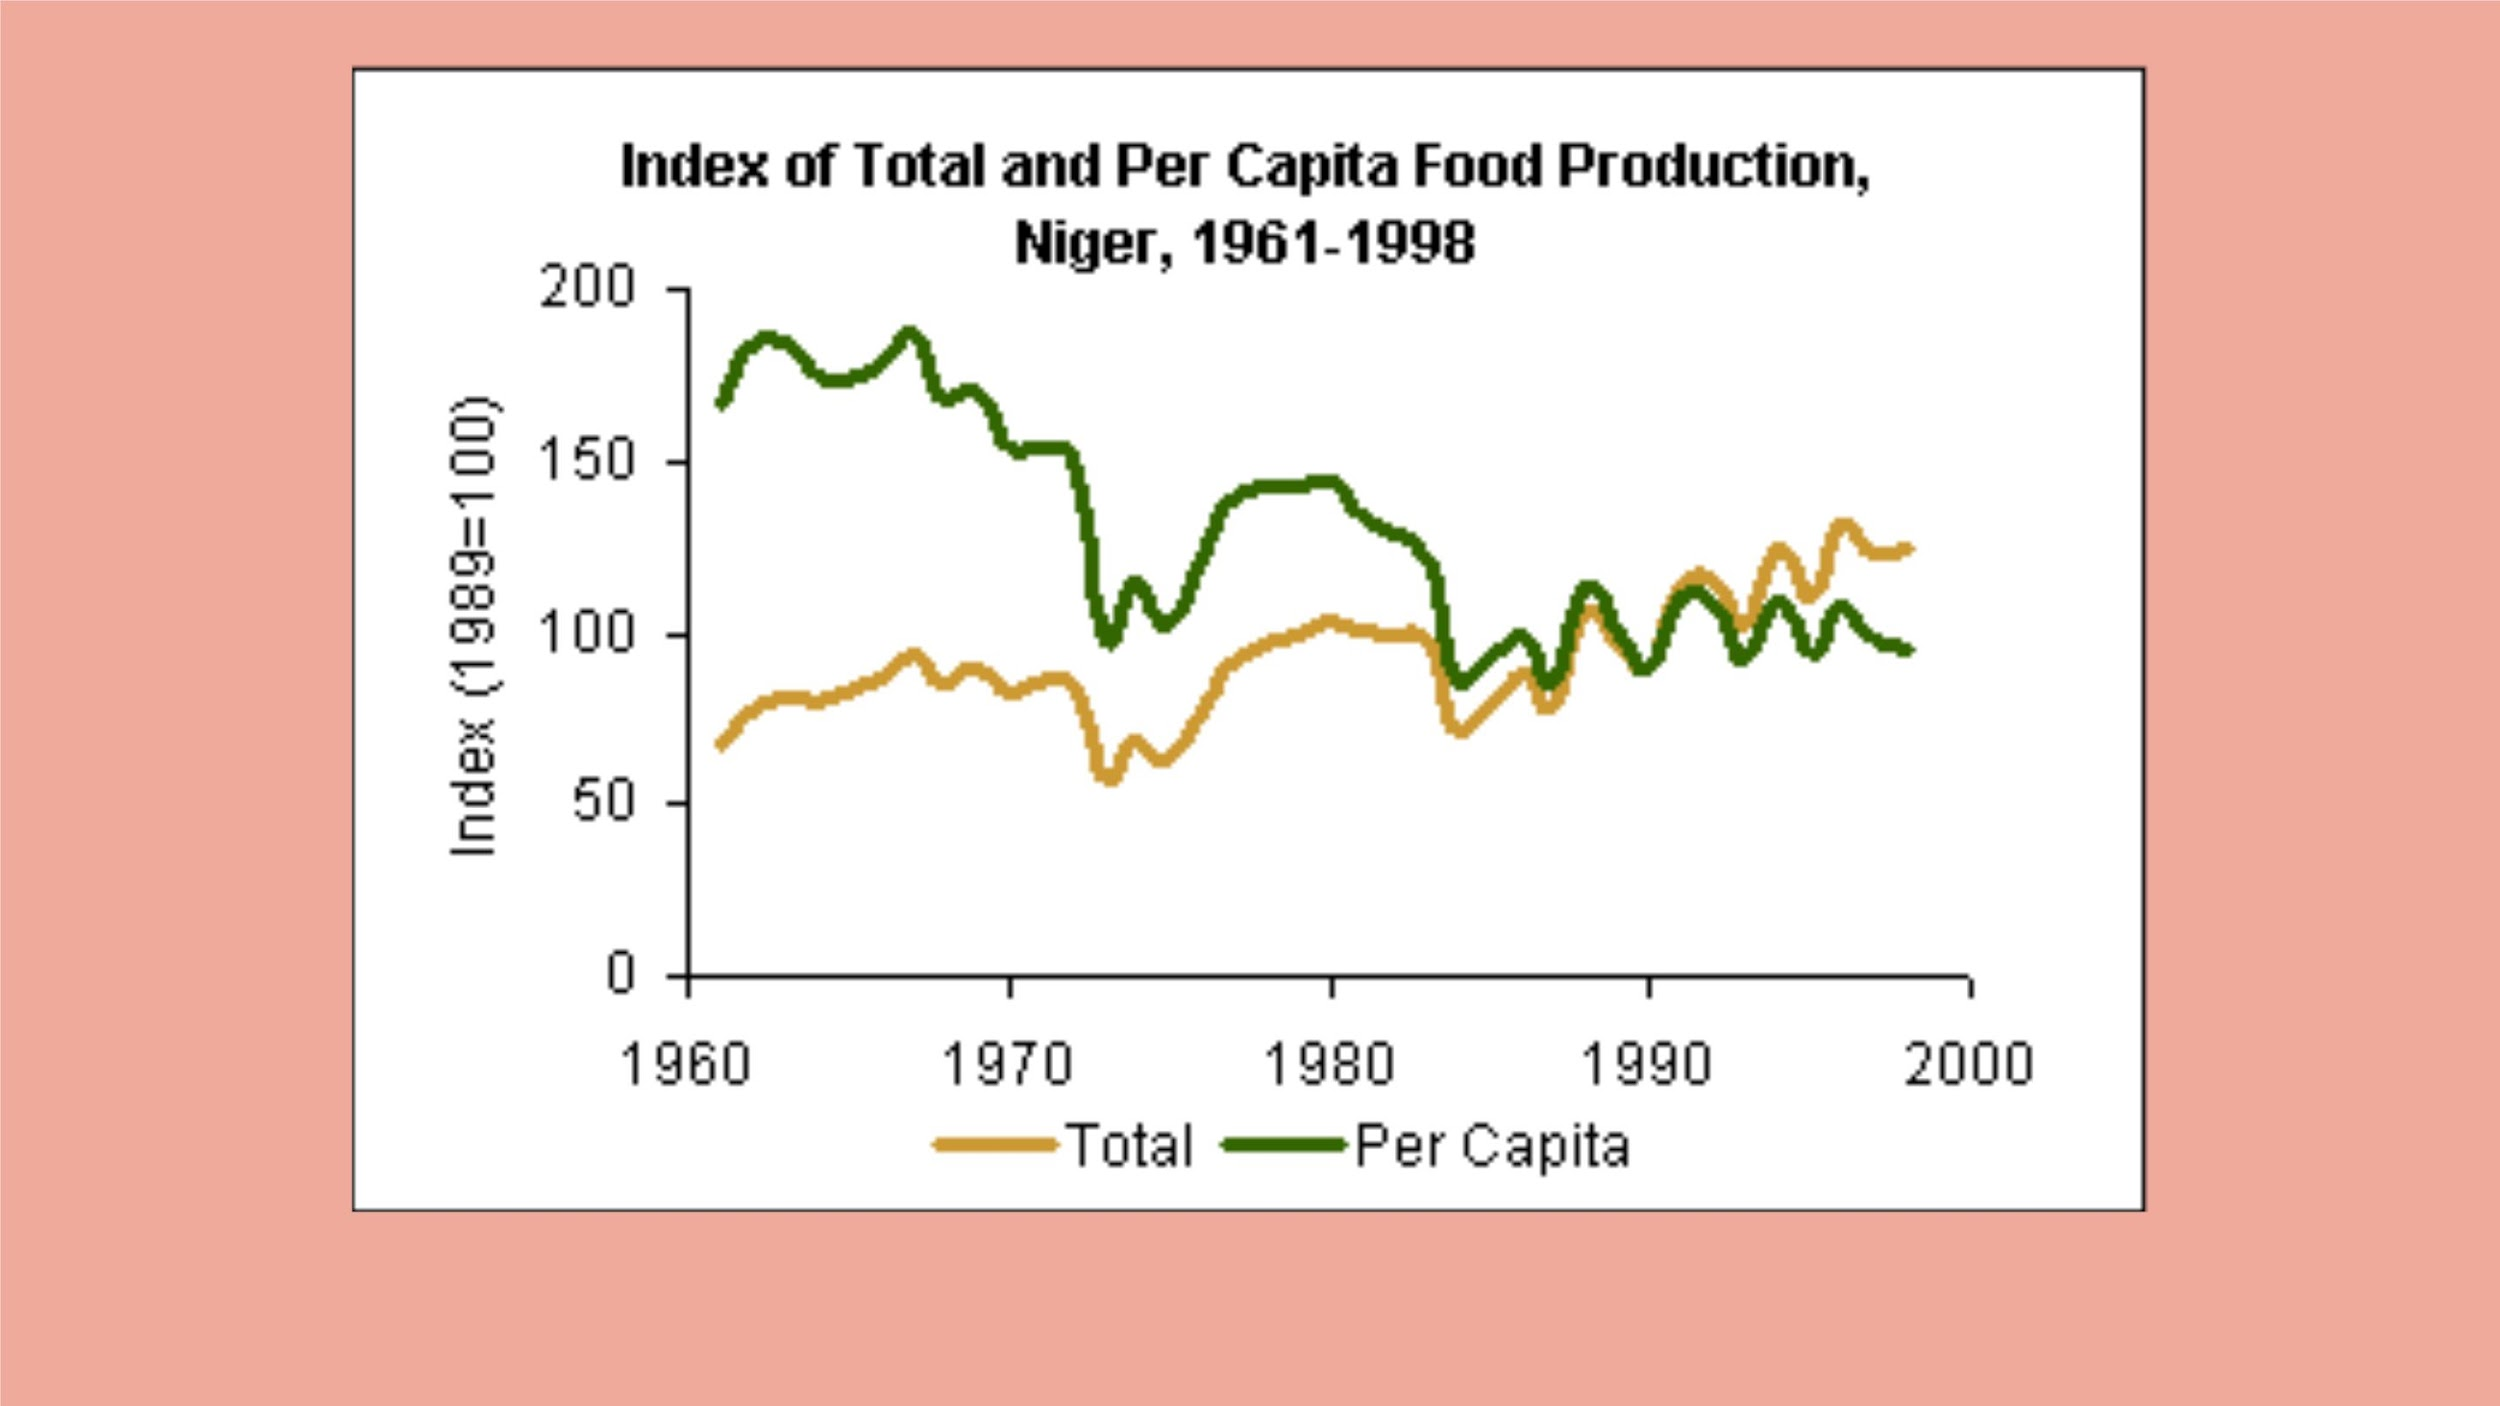 Index of Total and Per Capita Food Production,
Niger, 1961-1998
200
150
100
50
0
Index (1989=100)
1960 1970 1980 1990 2000
Total Per Capita